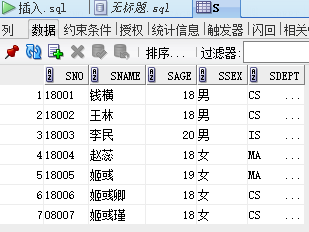 插入.sql 无标题.sql S
列 数据 约束条件 授权 统计信息 触发器 闪回 相关
排序... 过滤器:
SNO SNAME SAGE SSEX SDEPT
1 18001 钱横 18 男 CS ...
2 18002 王林 18 男 CS ...
3 18003 李民 20 男 IS ...
4 18004 赵蕊 18 女 MA ...
5 18005 姬彧 19 女 MA ...
6 18006 姬彧卿 18 女 CS ...
7 08007 姬彧瑾 18 女 CS ...